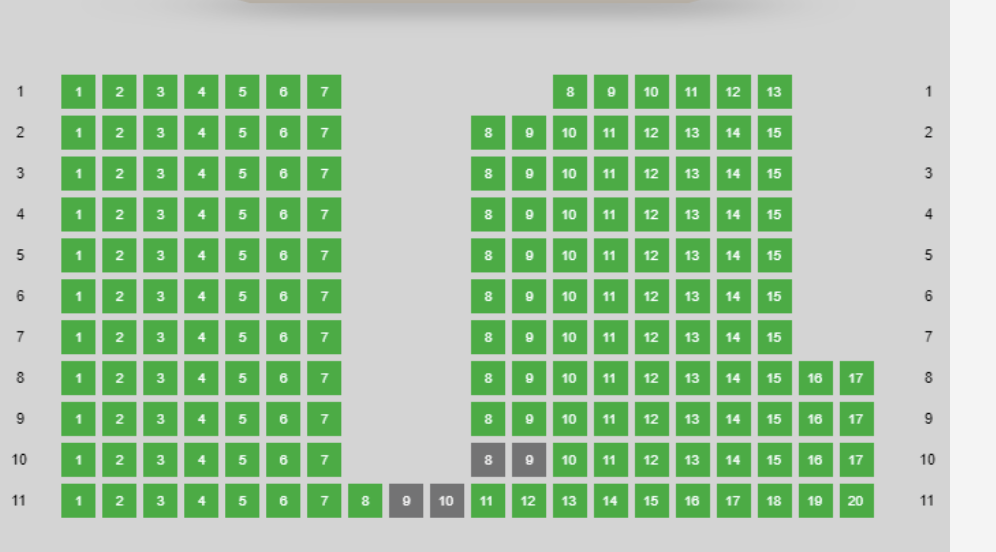 1 1 2 3 4 5 6 7 8 9 10 11 12 13 1
2 1 2 3 4 5 6 7 8 9 10 11 12 13 14 15 2
3 1 2 3 4 5 6 7 8 9 10 11 12 13 14 15 3
4 1 2 3 4 5 6 7 8 9 10 11 12 13 14 15 4
5 1 2 3 4 5 6 7 8 9 10 11 12 13 14 15 5
6 1 2 3 4 5 6 7 8 9 10 11 12 13 14 15 6
7 1 2 3 4 5 6 7 8 9 10 11 12 13 14 15 7
8 1 2 3 4 5 6 7 8 9 10 11 12 13 14 15 16 17 8
9 1 2 3 4 5 6 7 8 9 10 11 12 13 14 15 16 17 9
10 1 2 3 4 5 6 7 8 9 10 11 12 13 14 15 16 17 10
11 1 2 3 4 5 6 7 8 9 10 11 12 13 14 15 16 17 18 19 20 11